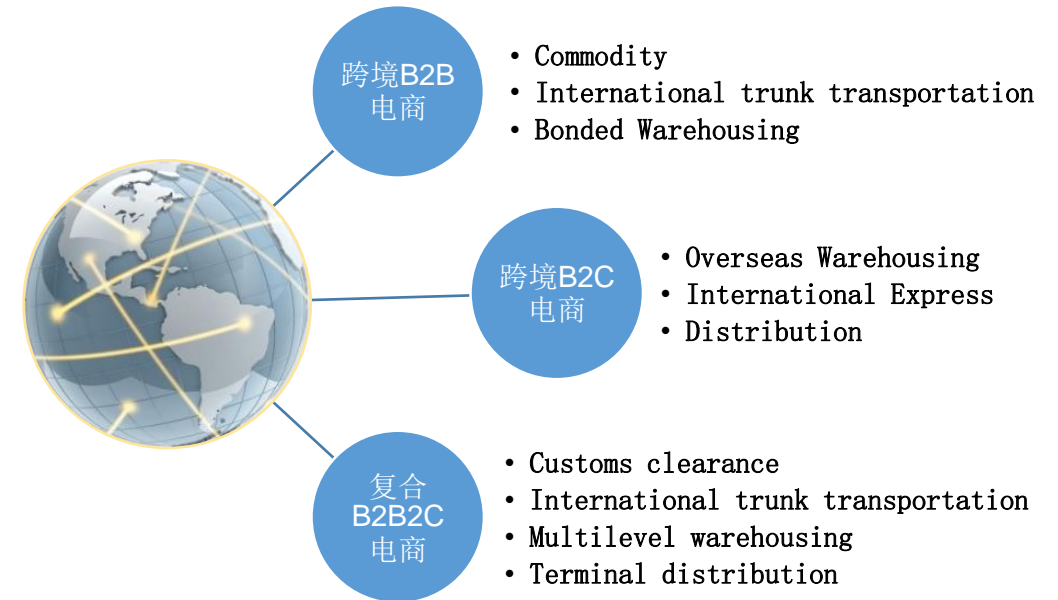 跨境B2B
电商
• Commodity
• International trunk transportation
• Bonded Warehousing
跨境B2C
电商
• Overseas Warehousing
• International Express
• Distribution
复合
B2B2C
电商
• Customs clearance
• International trunk transportation
• Multilevel warehousing
• Terminal distribution